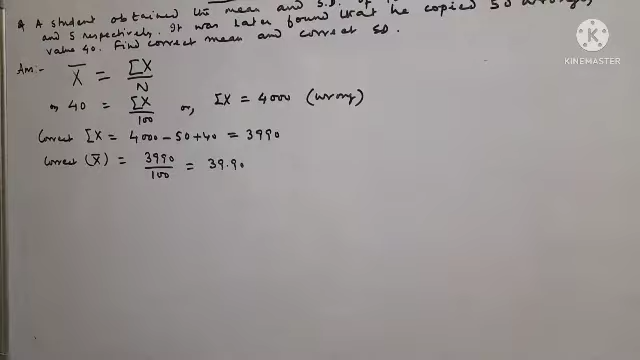 Q A student obtained the mean and S.D. of
and 5 respectively. It was later found that he copied 50 wrongly,
value 40. Find correct mean and correct SD.
KINEMASTER
Ans:- X̄ = ΣX/N
or 40 = ΣX/100 or, ΣX = 4000 (wrong)
Correct ΣX = 4000 - 50 + 40 = 3990
Correct (X̄) = 3990/100 = 39.90